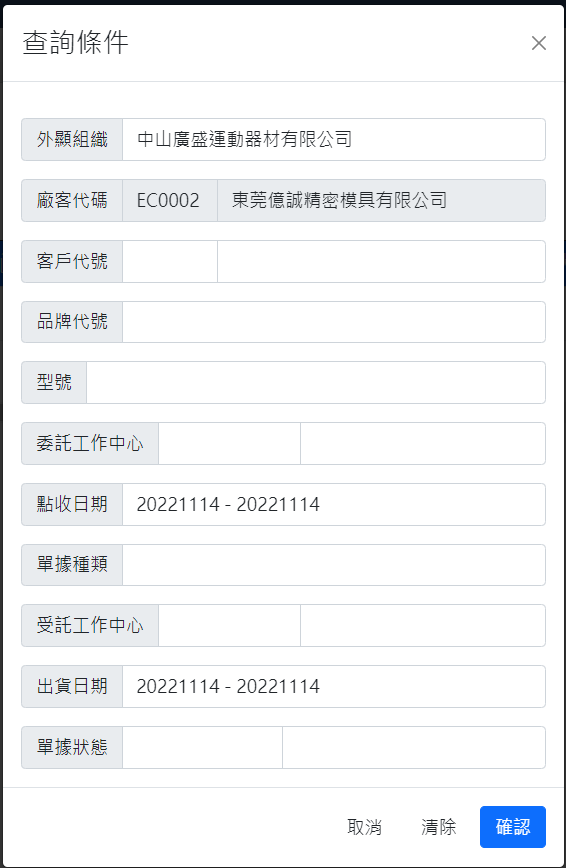 查詢條件
外顯組織 中山廣盛運動器材有限公司
廠客代碼 EC0002 東莞億誠精密模具有限公司
客戶代號
品牌代號
型號
委託工作中心
點收日期 20221114 - 20221114
單據種類
受託工作中心
出貨日期 20221114 - 20221114
單據狀態
取消 清除 確認